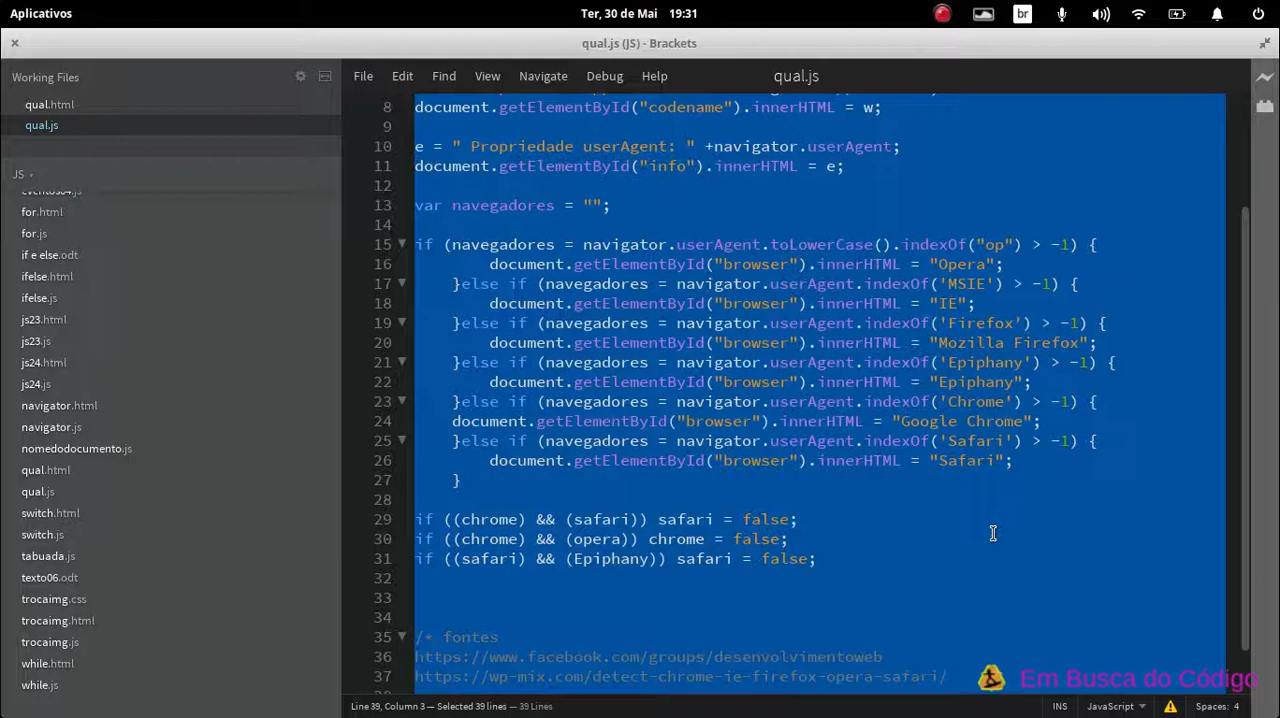 Aplicativos
Ter, 30 de Mai 19:31
br
qual.js (JS) - Brackets
Working Files
qual.html
qual.js
JS
eventos04.js
for.html
for.js
if e else.odt
ifelse.html
ifelse.js
js23.html
js23.js
js24.html
js24.js
navigator.html
navigator.js
nomedodocumento.js
qual.html
qual.js
switch.html
switch.js
tabuada.js
texto06.odt
trocaimg.css
trocaimg.html
trocaimg.js
while.html
while.js
File Edit Find View Navigate Debug Help qual.js
8 document.getElementById("codename").innerHTML = w;
9
10 e = " Propriedade userAgent: " +navigator.userAgent;
11 document.getElementById("info").innerHTML = e;
12
13 var navegadores = "";
14
15 if (navegadores = navigator.userAgent.toLowerCase().indexOf("op") > -1) {
16 document.getElementById("browser").innerHTML = "Opera";
17 }else if (navegadores = navigator.userAgent.indexOf('MSIE') > -1) {
18 document.getElementById("browser").innerHTML = "IE";
19 }else if (navegadores = navigator.userAgent.indexOf('Firefox') > -1) {
20 document.getElementById("browser").innerHTML = "Mozilla Firefox";
21 }else if (navegadores = navigator.userAgent.indexOf('Epiphany') > -1) {
22 document.getElementById("browser").innerHTML = "Epiphany";
23 }else if (navegadores = navigator.userAgent.indexOf('Chrome') > -1) {
24 document.getElementById("browser").innerHTML = "Google Chrome";
25 }else if (navegadores = navigator.userAgent.indexOf('Safari') > -1) {
26 document.getElementById("browser").innerHTML = "Safari";
27 }
28
29 if ((chrome) && (safari)) safari = false;
30 if ((chrome) && (opera)) chrome = false;
31 if ((safari) && (Epiphany)) safari = false;
32
33
34
35 /* fontes
36 https://www.facebook.com/groups/desenvolvimentoweb
37 https://wp-mix.com/detect-chrome-ie-firefox-opera-safari/
Em Busca do Código
Line 39, Column 3 — Selected 39 lines — 39 Lines
INS JavaScript Spaces: 4